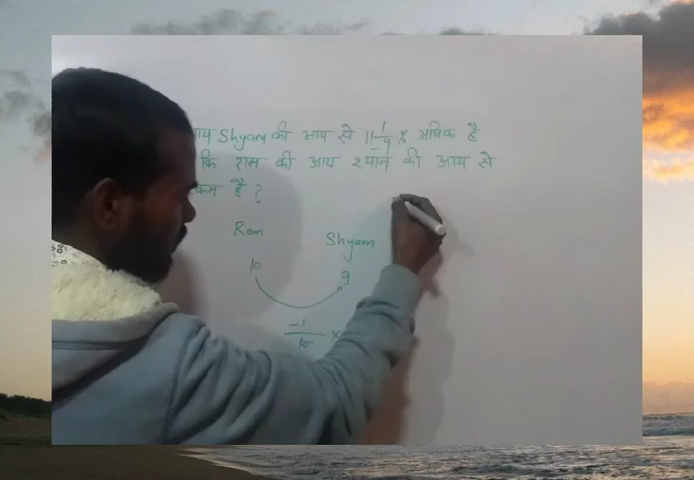 Shyam की आय से 11 1/9 % अधिक है
कि राम की आय श्याम की आय से
कम है ?
Ram Shyam
10 9
-1/10 ×